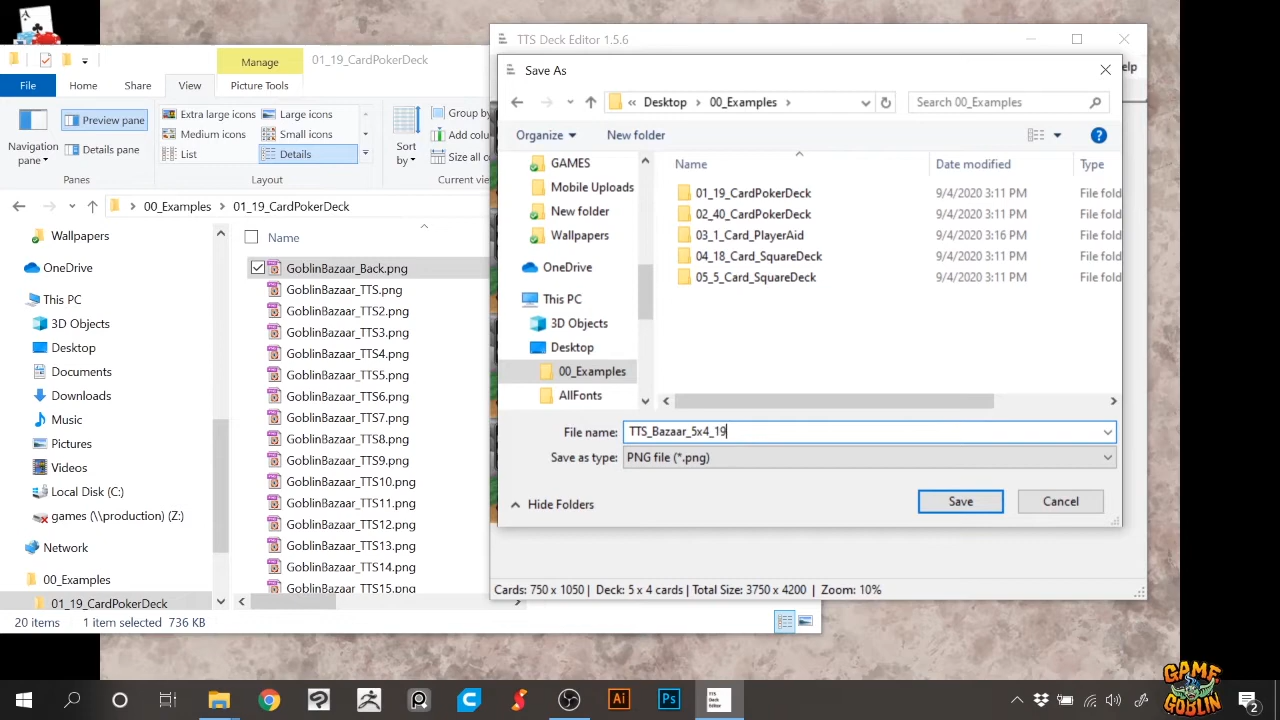 TTS Deck Editor 1.5.6
Manage
01_19_CardPokerDeck
File
Home
Share
View
Picture Tools
Help
Navigation pane
Preview pane
Details pane
Panes
Extra large icons
Large icons
Medium icons
Small icons
List
Details
Layout
Sort by
Group by
Add colu
Size all co
Current vie
00_Examples > 01_19_CardPokerDeck
Wallpapers
OneDrive
This PC
3D Objects
Desktop
Documents
Downloads
Music
Pictures
Videos
Local Disk (C:)
games (\\production) (Z:)
Network
00_Examples
01_19_CardPokerDeck
Name
GoblinBazaar_Back.png
GoblinBazaar_TTS.png
GoblinBazaar_TTS2.png
GoblinBazaar_TTS3.png
GoblinBazaar_TTS4.png
GoblinBazaar_TTS5.png
GoblinBazaar_TTS6.png
GoblinBazaar_TTS7.png
GoblinBazaar_TTS8.png
GoblinBazaar_TTS9.png
GoblinBazaar_TTS10.png
GoblinBazaar_TTS11.png
GoblinBazaar_TTS12.png
GoblinBazaar_TTS13.png
GoblinBazaar_TTS14.png
GoblinBazaar_TTS15.png
20 items 1 item selected 736 KB
Save As
« Desktop > 00_Examples >
Search 00_Examples
Organize
New folder
GAMES
Mobile Uploads
New folder
Wallpapers
OneDrive
This PC
3D Objects
Desktop
00_Examples
AllFonts
Name Date modified Type
01_19_CardPokerDeck 9/4/2020 3:11 PM File fold
02_40_CardPokerDeck 9/4/2020 3:11 PM File fold
03_1_Card_PlayerAid 9/4/2020 3:16 PM File fold
04_18_Card_SquareDeck 9/4/2020 3:11 PM File fold
05_5_Card_SquareDeck 9/4/2020 3:11 PM File fold
File name: TTS_Bazaar_5x4_19
Save as type: PNG file (*.png)
Hide Folders
Save
Cancel
Cards: 750 x 1050 | Deck: 5 x 4 cards | Total Size: 3750 x 4200 | Zoom: 10%
Ai
Ps
TTS
Deck
Editor
2
GAME
GOBLIN